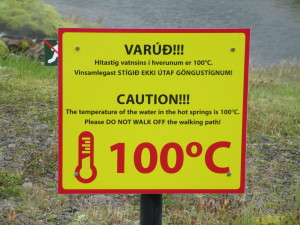 VARÚÐ!!!
Hitastig vatnsins í hverunum er 100°C.
Vinsamlegast STÍGIÐ EKKI ÚTAF GÖNGUSTÍGNUM!
CAUTION!!!
The temperature of the water in the hot springs is 100°C.
Please DO NOT WALK OFF the walking path!
100°C